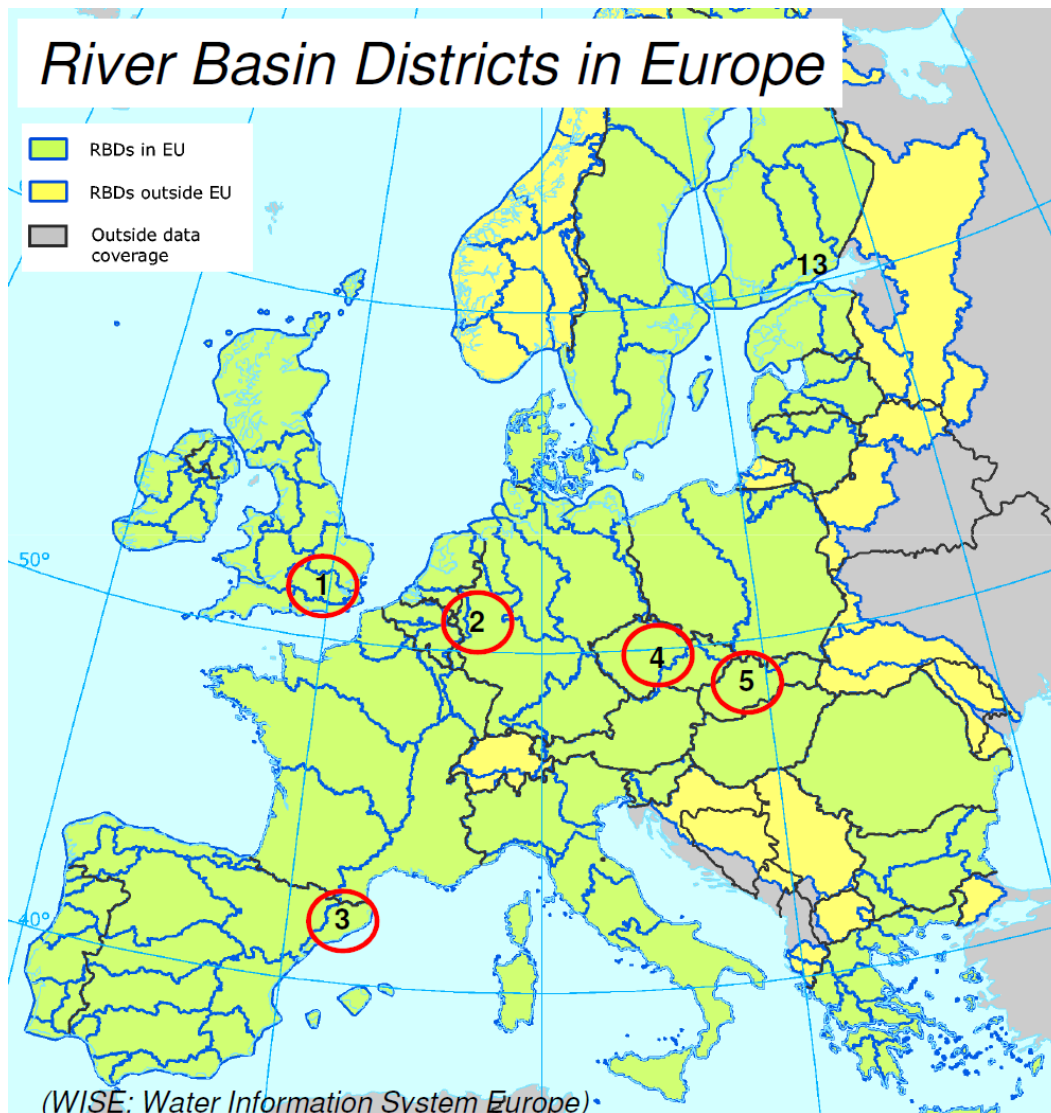 River Basin Districts in Europe
RBDs in EU
RBDs outside EU
Outside data
coverage
13
50°
1
2
4
5
3
40°
(WISE: Water Information System Europe)